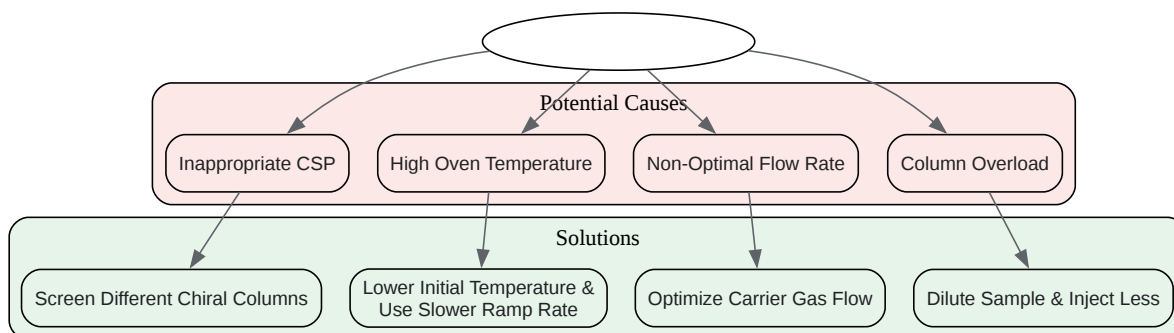 Potential Causes
Inappropriate CSP
High Oven Temperature
Non-Optimal Flow Rate
Column Overload
Solutions
Screen Different Chiral Columns
Lower Initial Temperature &
Use Slower Ramp Rate
Optimize Carrier Gas Flow
Dilute Sample & Inject Less